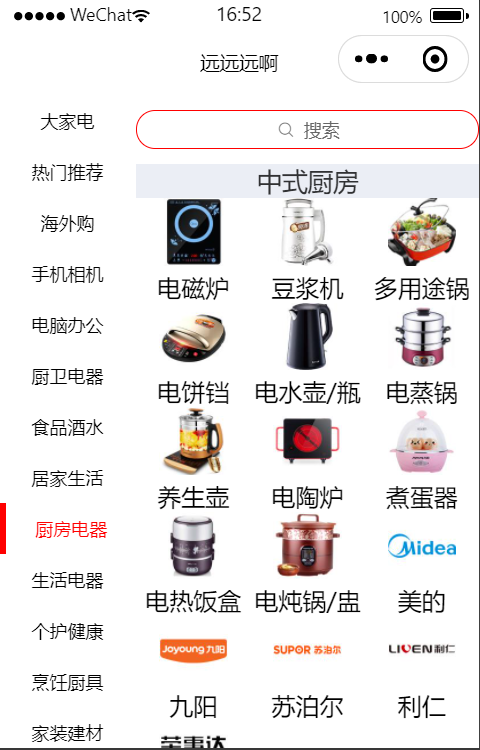 WeChat 16:52 100%
远远远啊
大家电
热门推荐
海外购
手机相机
电脑办公
厨卫电器
食品酒水
居家生活
厨房电器
生活电器
个护健康
烹饪厨具
家装建材
搜索
中式厨房
电磁炉 豆浆机 多用途锅
电饼铛 电水壶/瓶 电蒸锅
养生壶 电陶炉 煮蛋器
Midea
电热饭盒 电炖锅/盅 美的
Joyoung 九阳 SUPOR 苏泊尔 LIVEN 利仁
九阳 苏泊尔 利仁
荣事达